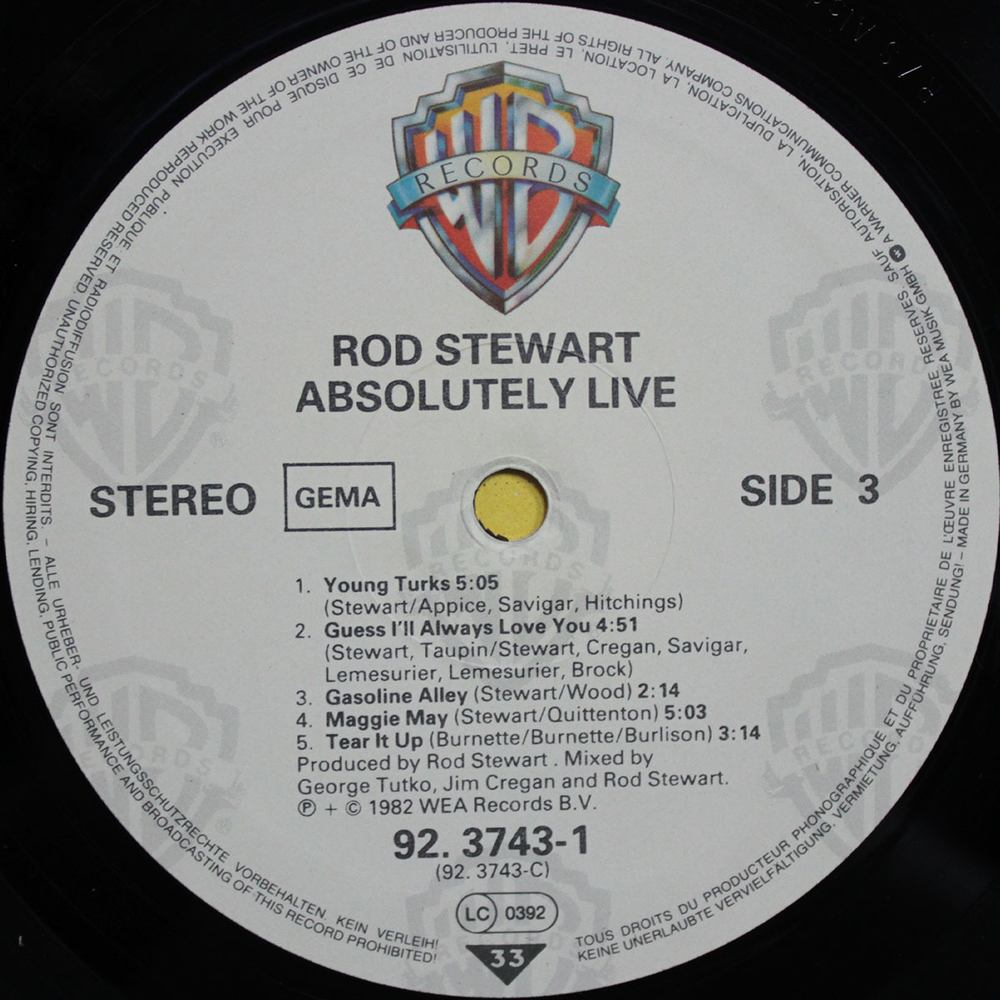 WB
RECORDS
ROD STEWART
ABSOLUTELY LIVE
STEREO
GEMA
SIDE 3
1. Young Turks 5:05
(Stewart/Appice, Savigar, Hitchings)
2. Guess I'll Always Love You 4:51
(Stewart, Taupin/Stewart, Cregan, Savigar,
Lemesurier, Lemesurier, Brock)
3. Gasoline Alley (Stewart/Wood) 2:14
4. Maggie May (Stewart/Quittenton) 5:03
5. Tear It Up (Burnette/Burnette/Burlison) 3:14
Produced by Rod Stewart . Mixed by
George Tutko, Jim Cregan and Rod Stewart.
℗ + © 1982 WEA Records B.V.
92. 3743-1
(92. 3743-C)
LC 0392
33
TOUS DROITS DU PRODUCTEUR PHONOGRAPHIQUE ET DU PROPRIETAIRE DE L'ŒUVRE ENREGISTREE RESERVES. SAUF AUTORISATION, LA DUPLICATION, LA LOCATION, LE PRET, L'UTILISATION DE CE DISQUE POUR EXECUTION PUBLIQUE ET RADIODIFFUSION SONT INTERDITS. – ALLE URHEBER- UND LEISTUNGSSCHUTZRECHTE VORBEHALTEN. KEIN VERLEIH!
KEINE UNERLAUBTE VERVIELFÄLTIGUNG, VERMIETUNG, AUFFÜHRUNG, SENDUNG! – MADE IN GERMANY BY WEA MUSIK GMBH A WARNER COMMUNICATIONS COMPANY. ALL RIGHTS OF THE PRODUCER AND OF THE OWNER OF THE WORK REPRODUCED RESERVED. UNAUTHORIZED COPYING, HIRING, LENDING, PUBLIC PERFORMANCE AND BROADCASTING OF THIS RECORD PROHIBITED!